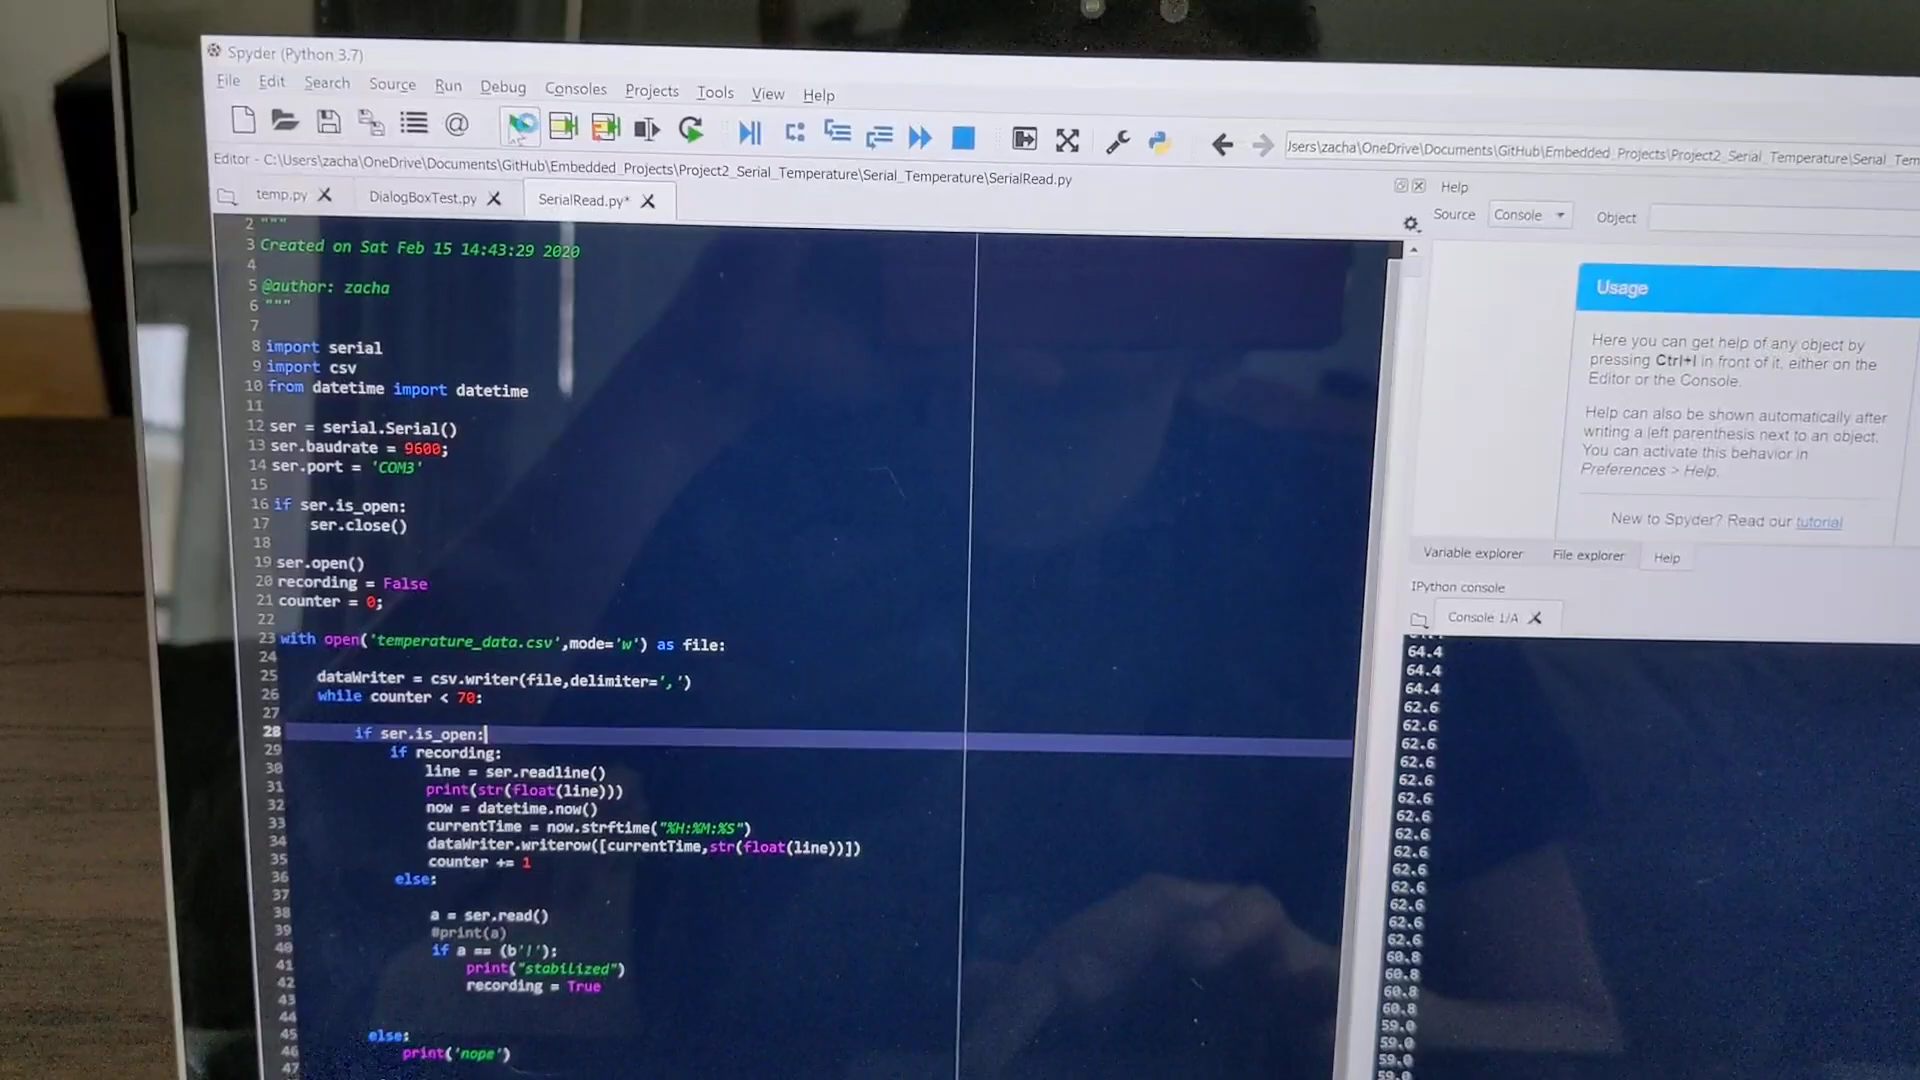 Spyder (Python 3.7)
File Edit Search Source Run Debug Consoles Projects Tools View Help
Jsers\zacha\OneDrive\Documents\GitHub\Embedded_Projects\Project2_Serial_Temperature\Serial_Tem
Editor - C:\Users\zacha\OneDrive\Documents\GitHub\Embedded_Projects\Project2_Serial_Temperature\Serial_Temperature\SerialRead.py
temp.py DialogBoxTest.py SerialRead.py*
2 """
3 Created on Sat Feb 15 14:43:29 2020
4
5 @author: zacha
6 """
7
8 import serial
9 import csv
10 from datetime import datetime
11
12 ser = serial.Serial()
13 ser.baudrate = 9600;
14 ser.port = 'COM3'
15
16 if ser.is_open:
17 ser.close()
18
19 ser.open()
20 recording = False
21 counter = 0;
22
23 with open('temperature_data.csv',mode='w') as file:
24
25 dataWriter = csv.writer(file,delimiter=',')
26 while counter < 70:
27
28 if ser.is_open:
29 if recording:
30 line = ser.readline()
31 print(str(float(line)))
32 now = datetime.now()
33 currentTime = now.strftime("%H:%M:%S")
34 dataWriter.writerow([currentTime,str(float(line))])
35 counter += 1
36 else:
37
38 a = ser.read()
39 #print(a)
40 if a == (b'!'):
41 print("stabilized")
42 recording = True
43
44
45 else:
46 print('nope')
47
Help
Source Console Object
Usage
Here you can get help of any object by
pressing Ctrl+I in front of it, either on the
Editor or the Console.
Help can also be shown automatically after
writing a left parenthesis next to an object.
You can activate this behavior in
Preferences > Help.
New to Spyder? Read our tutorial
Variable explorer File explorer Help
IPython console
Console 1/A
64.4
64.4
64.4
62.6
62.6
62.6
62.6
62.6
62.6
62.6
62.6
62.6
62.6
62.6
62.6
62.6
62.6
60.8
60.8
60.8
60.8
59.0
59.0
59.0
59.0